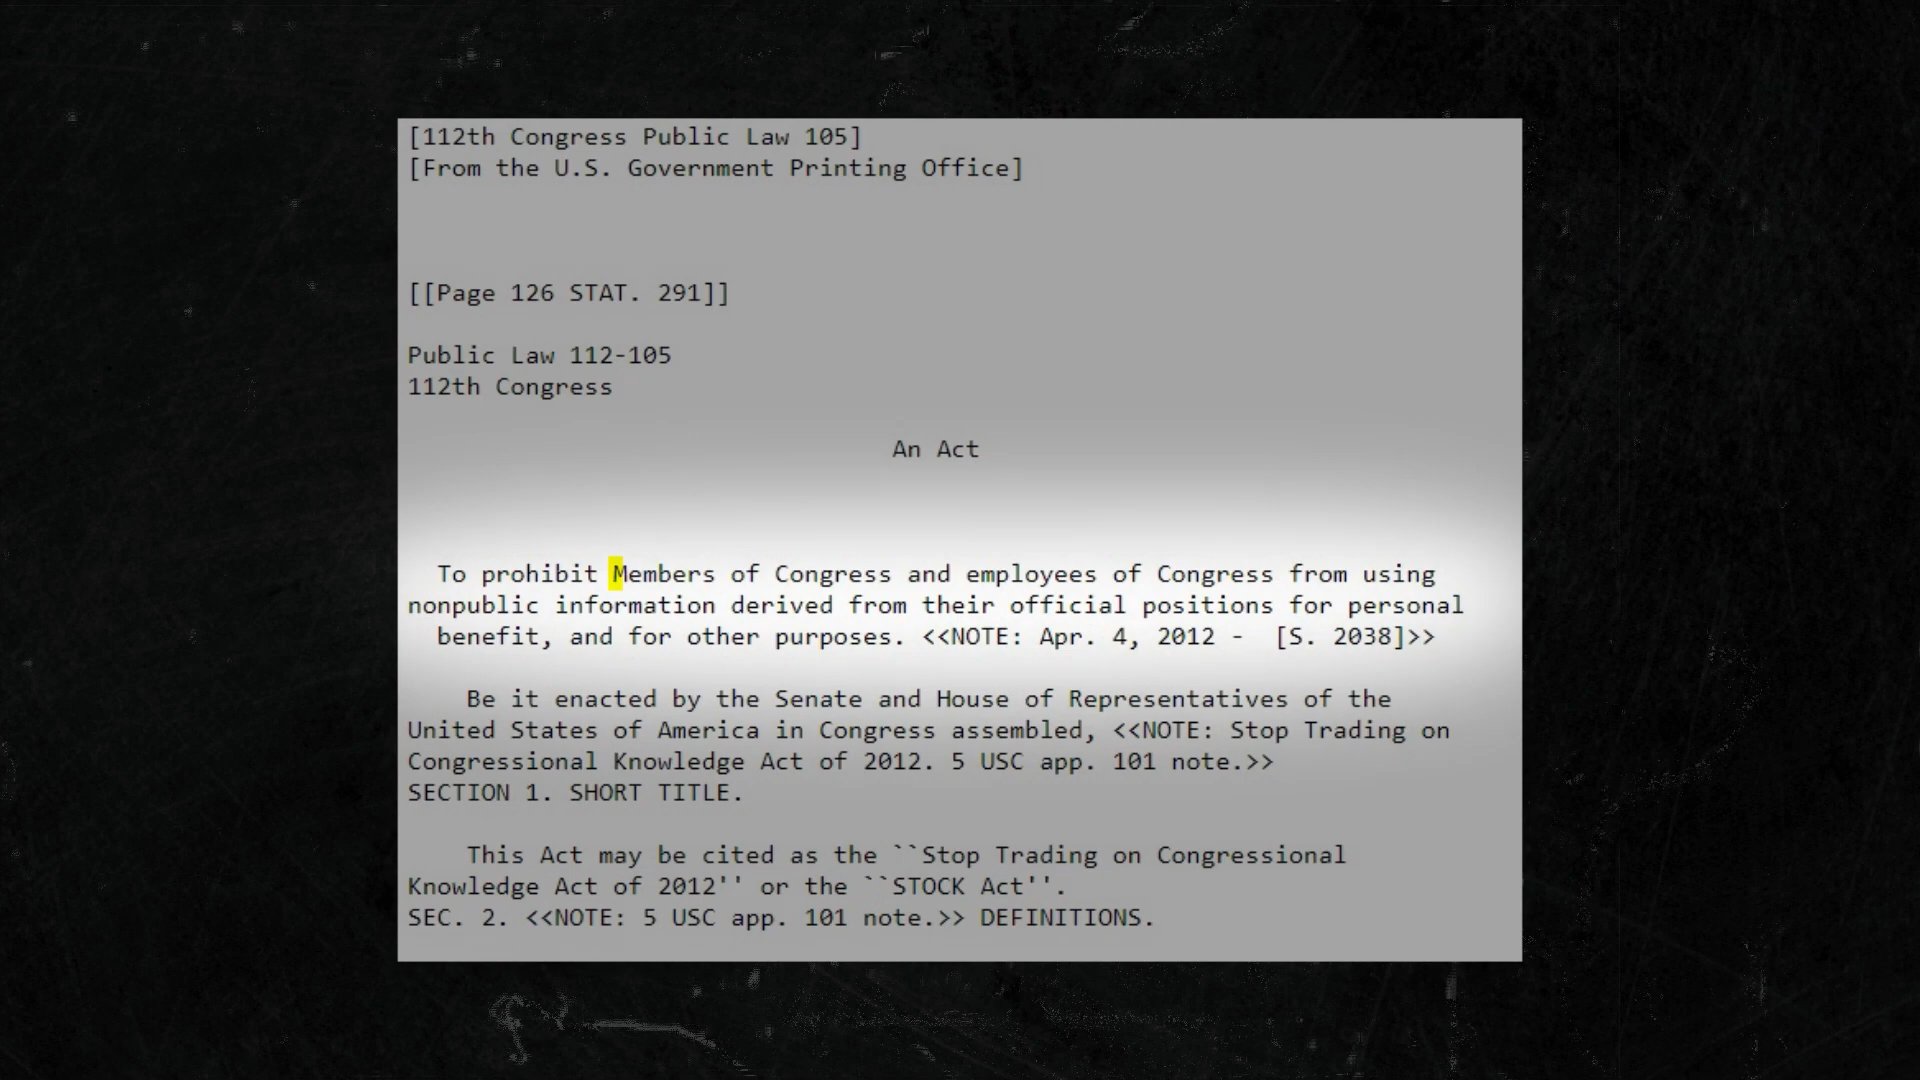 [112th Congress Public Law 105]
[From the U.S. Government Printing Office]
[[Page 126 STAT. 291]]
Public Law 112-105
112th Congress
An Act
To prohibit Members of Congress and employees of Congress from using
nonpublic information derived from their official positions for personal
benefit, and for other purposes. <<NOTE: Apr. 4, 2012 -  [S. 2038]>>
Be it enacted by the Senate and House of Representatives of the
United States of America in Congress assembled, <<NOTE: Stop Trading on
Congressional Knowledge Act of 2012. 5 USC app. 101 note.>>
SECTION 1. SHORT TITLE.
This Act may be cited as the ``Stop Trading on Congressional
Knowledge Act of 2012'' or the ``STOCK Act''.
SEC. 2. <<NOTE: 5 USC app. 101 note.>> DEFINITIONS.